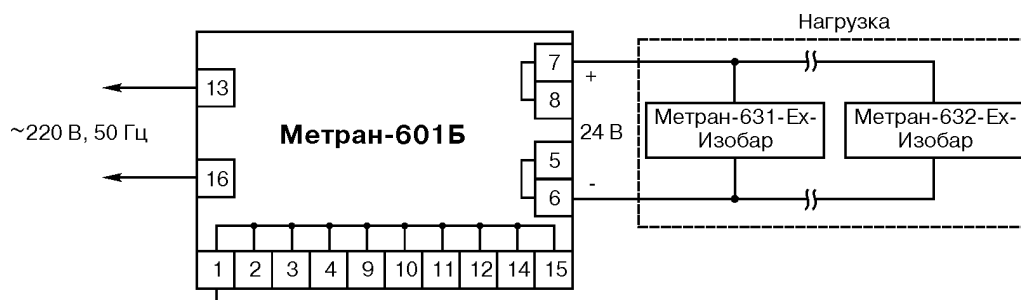 Нагрузка
7
+
13
8
~220 В, 50 Гц
Метран-601Б
24 В
Метран-631-Ех-
Изобар
Метран-632-Ех-
Изобар
5
16
6
-
1 2 3 4 9 10 11 12 14 15